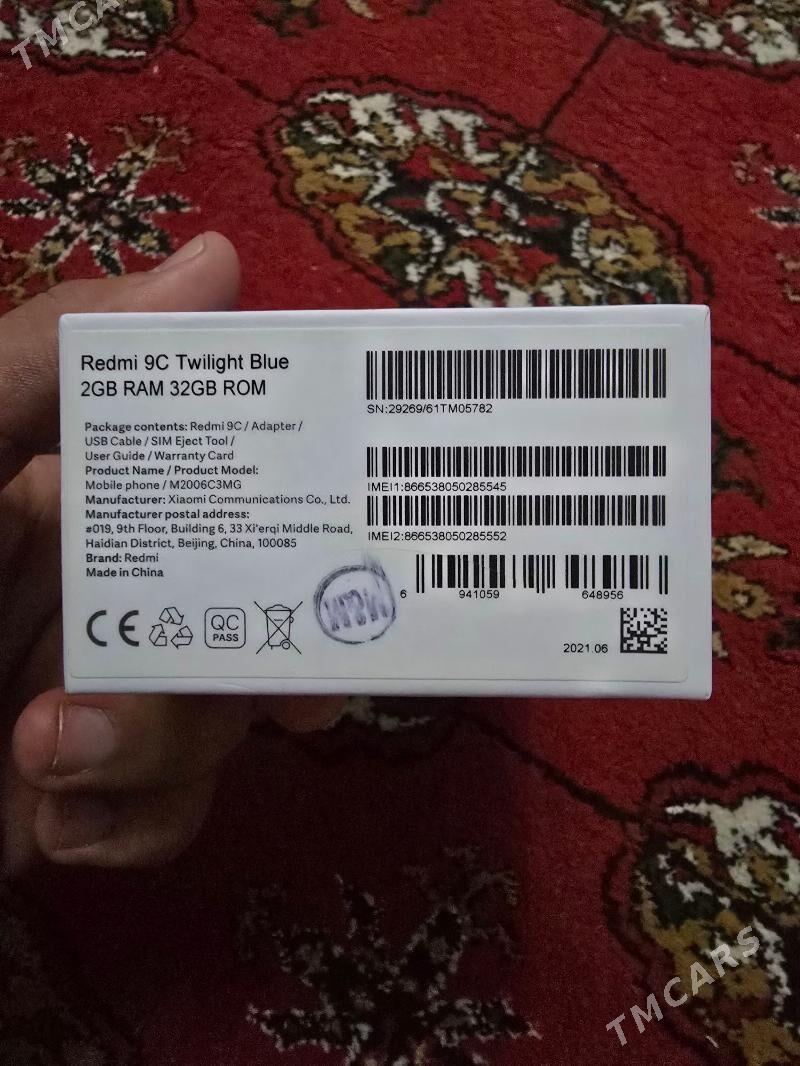 TMCARS
Redmi 9C Twilight Blue
2GB RAM 32GB ROM
Package contents: Redmi 9C / Adapter /
USB Cable / SIM Eject Tool /
User Guide / Warranty Card
Product Name / Product Model:
Mobile phone / M2006C3MG
Manufacturer: Xiaomi Communications Co., Ltd.
Manufacturer postal address:
#019, 9th Floor, Building 6, 33 Xi'erqi Middle Road,
Haidian District, Beijing, China, 100085
Brand: Redmi
Made in China
CE
QC
PASS
SN:29269/61TM05782
IMEI1:866538050285545
IMEI2:866538050285552
6 941059 648956
2021.06
TMCARS